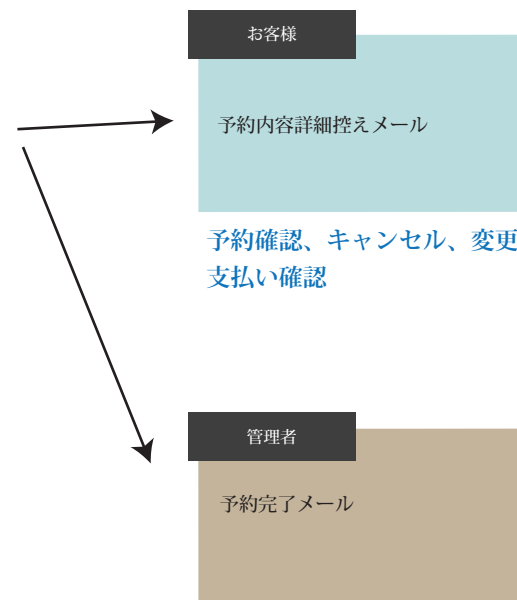 お客様
予約内容詳細控えメール
予約確認、キャンセル、変更
支払い確認
管理者
予約完了メール